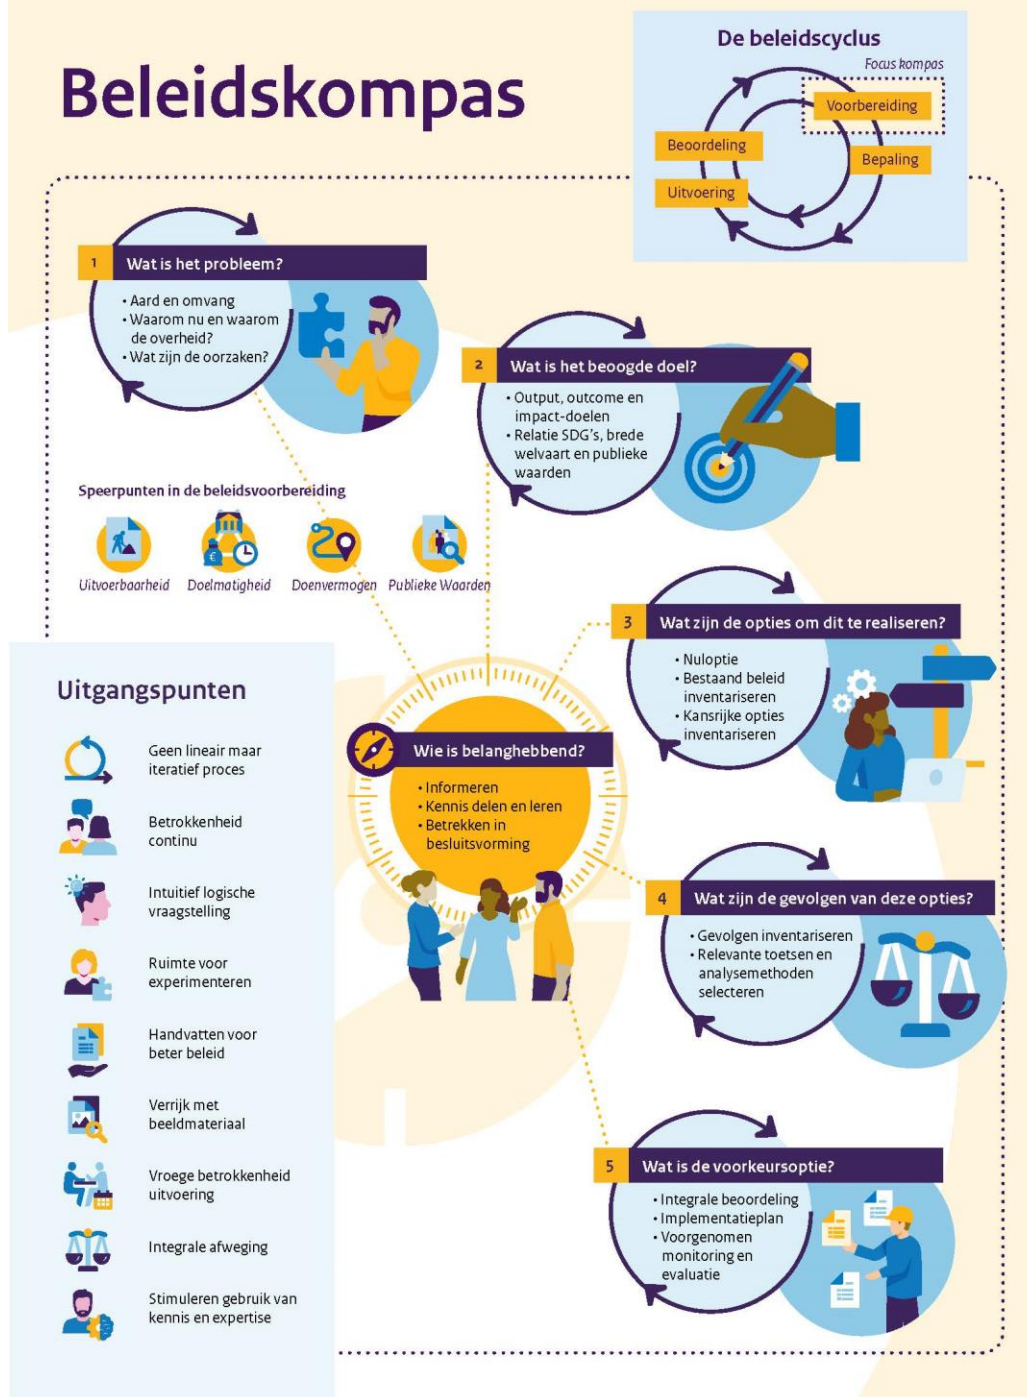 Beleidskompas
De beleidscyclus
Focus kompas
Voorbereiding
Beoordeling
Bepaling
Uitvoering
1 Wat is het probleem?
• Aard en omvang
• Waarom nu en waarom
de overheid?
• Wat zijn de oorzaken?
2 Wat is het beoogde doel?
• Output, outcome en
impact-doelen
• Relatie SDG's, brede
welvaart en publieke
waarden
Speerpunten in de beleidsvoorbereiding
Uitvoerbaarheid Doelmatigheid Doenvermogen Publieke Waarden
3 Wat zijn de opties om dit te realiseren?
• Nuloptie
• Bestaand beleid
inventariseren
• Kansrijke opties
inventariseren
Wie is belanghebbend?
• Informeren
• Kennis delen en leren
• Betrekken in
besluitsvorming
4 Wat zijn de gevolgen van deze opties?
• Gevolgen inventariseren
• Relevante toetsen en
analysemethoden
selecteren
5 Wat is de voorkeursoptie?
• Integrale beoordeling
• Implementatieplan
• Voorgenomen
monitoring en
evaluatie
Uitgangspunten
Geen lineair maar
iteratief proces
Betrokkenheid
continu
Intuitief logische
vraagstelling
Ruimte voor
experimenteren
Handvatten voor
beter beleid
Verrijk met
beeldmateriaal
Vroege betrokkenheid
uitvoering
Integrale afweging
Stimuleren gebruik van
kennis en expertise